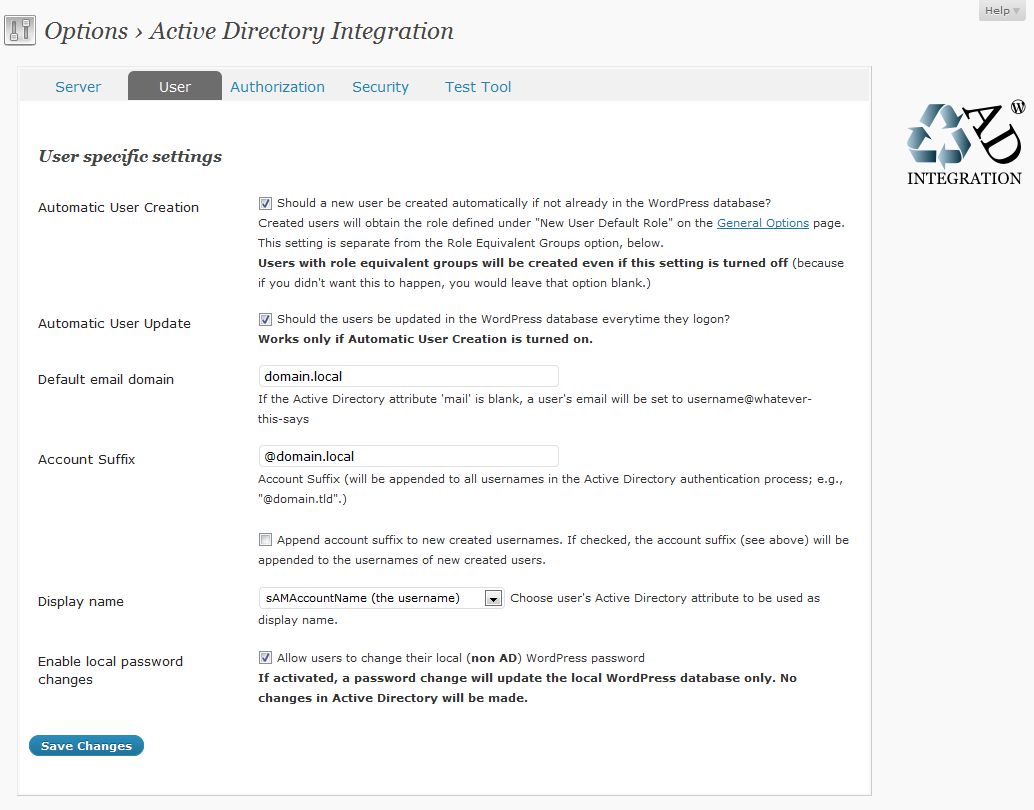 Help
Options › Active Directory Integration
Server
User
Authorization
Security
Test Tool
AD
W
INTEGRATION
User specific settings
Automatic User Creation
Should a new user be created automatically if not already in the WordPress database?
Created users will obtain the role defined under "New User Default Role" on the General Options page.
This setting is separate from the Role Equivalent Groups option, below.
Users with role equivalent groups will be created even if this setting is turned off (because
if you didn't want this to happen, you would leave that option blank.)
Automatic User Update
Should the users be updated in the WordPress database everytime they logon?
Works only if Automatic User Creation is turned on.
Default email domain
domain.local
If the Active Directory attribute 'mail' is blank, a user's email will be set to username@whatever-
this-says
Account Suffix
@domain.local
Account Suffix (will be appended to all usernames in the Active Directory authentication process; e.g.,
"@domain.tld".)
Append account suffix to new created usernames. If checked, the account suffix (see above) will be
appended to the usernames of new created users.
Display name
sAMAccountName (the username)
Choose user's Active Directory attribute to be used as
display name.
Enable local password
changes
Allow users to change their local (non AD) WordPress password
If activated, a password change will update the local WordPress database only. No
changes in Active Directory will be made.
Save Changes